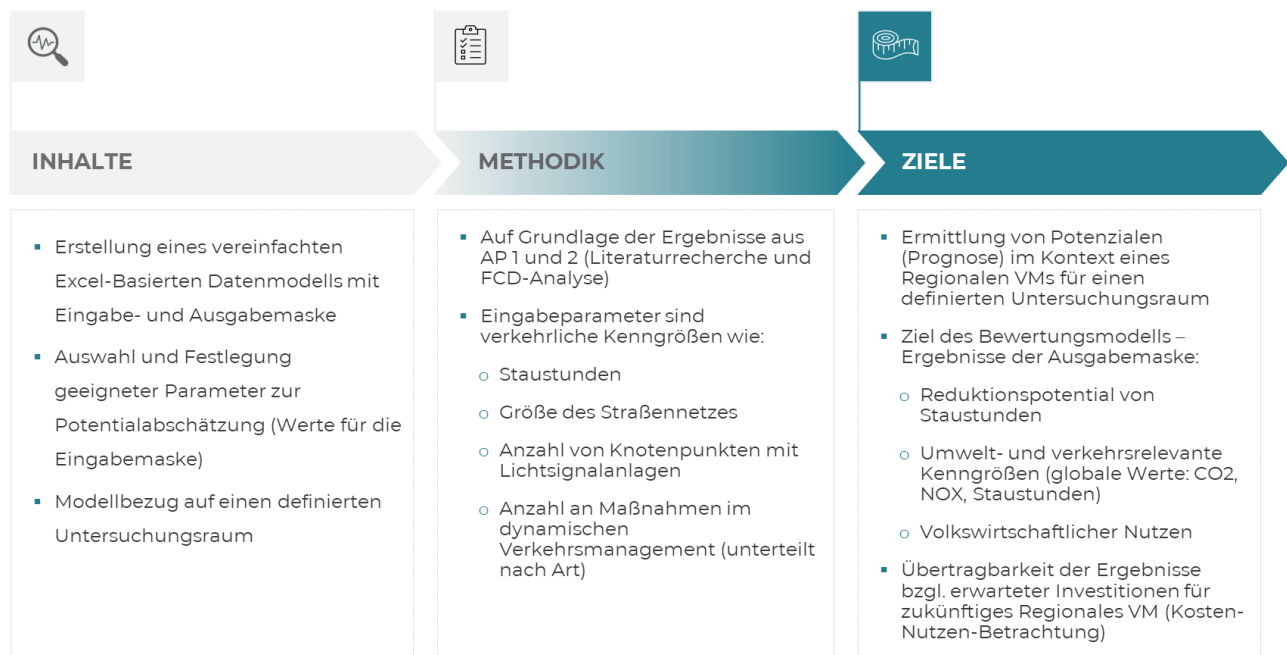 INHALTE
▪ Erstellung eines vereinfachten
Excel-Basierten Datenmodells mit
Eingabe- und Ausgabemaske
▪ Auswahl und Festlegung
geeigneter Parameter zur
Potentialabschätzung (Werte für die
Eingabemaske)
▪ Modellbezug auf einen definierten
Untersuchungsraum
METHODIK
▪ Auf Grundlage der Ergebnisse aus
AP 1 und 2 (Literaturrecherche und
FCD-Analyse)
▪ Eingabeparameter sind
verkehrliche Kenngrößen wie:
o Staustunden
o Größe des Straßennetzes
o Anzahl von Knotenpunkten mit
Lichtsignalanlagen
o Anzahl an Maßnahmen im
dynamischen
Verkehrsmanagement (unterteilt
nach Art)
ZIELE
▪ Ermittlung von Potenzialen
(Prognose) im Kontext eines
Regionalen VMs für einen
definierten Untersuchungsraum
▪ Ziel des Bewertungsmodells –
Ergebnisse der Ausgabemaske:
o Reduktionspotential von
Staustunden
o Umwelt- und verkehrsrelevante
Kenngrößen (globale Werte: CO2,
NOX, Staustunden)
o Volkswirtschaftlicher Nutzen
▪ Übertragbarkeit der Ergebnisse
bzgl. erwarteter Investitionen für
zukünftiges Regionales VM (Kosten-
Nutzen-Betrachtung)